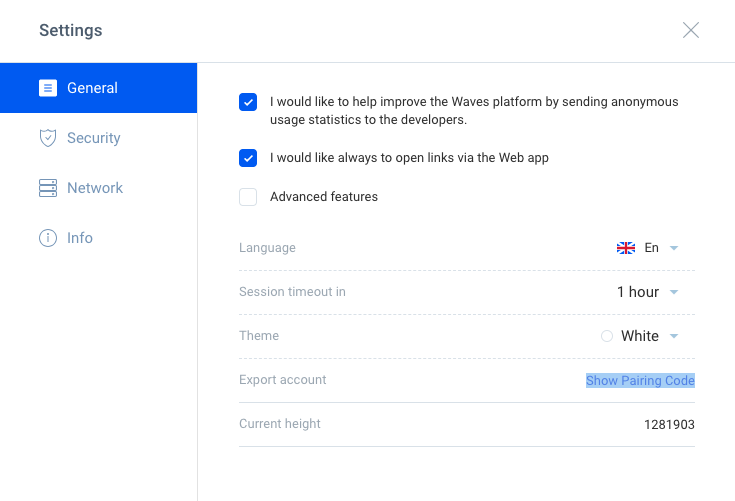 Settings
General
Security
Network
Info
I would like to help improve the Waves platform by sending anonymous
usage statistics to the developers.
I would like always to open links via the Web app
Advanced features
Language En
Session timeout in 1 hour
Theme White
Export account Show Pairing Code
Current height 1281903